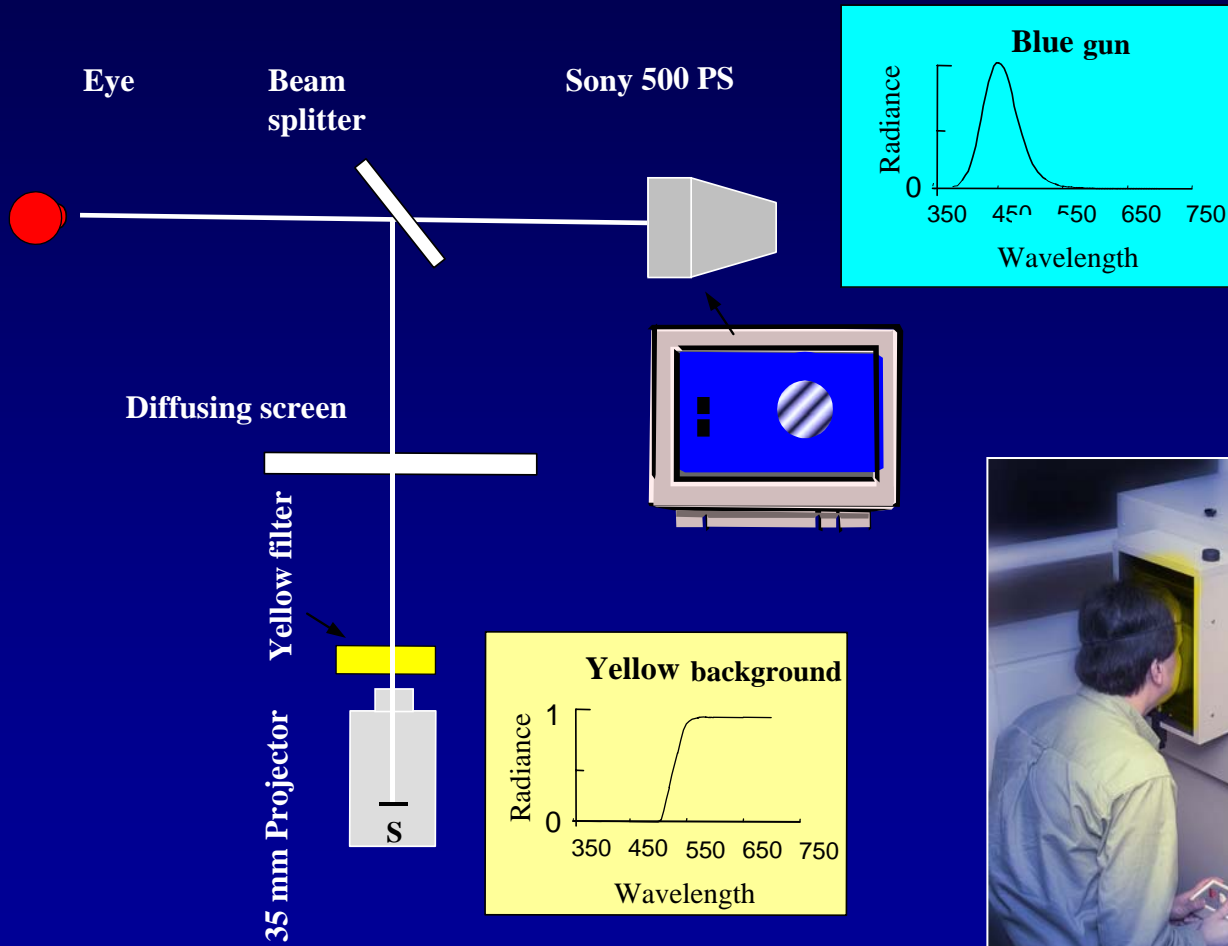 Eye
Beam
splitter
Sony 500 PS
Blue gun
Radiance
0
350 450 550 650 750
Wavelength
Diffusing screen
Yellow filter
35 mm Projector
S
Yellow background
Radiance
1
0
350 450 550 650 750
Wavelength